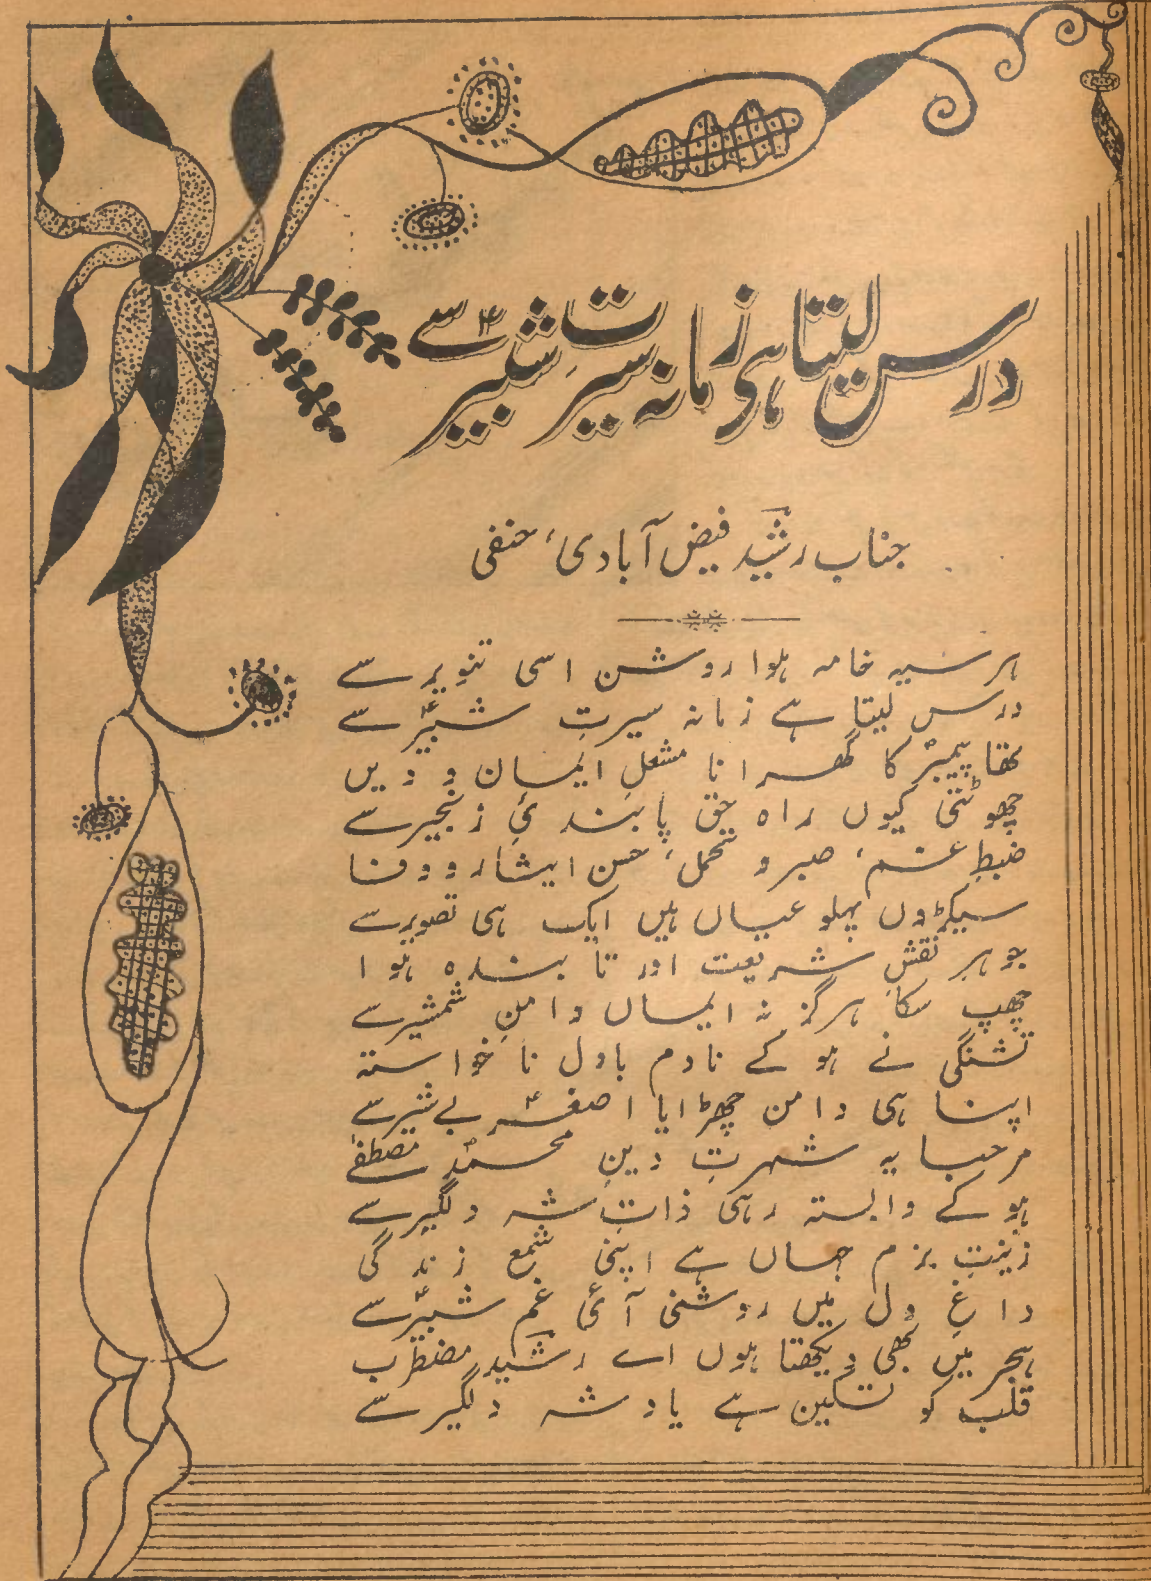 درس لیتا ہی زمانہ سیرتِ شبیرؑ سے
جناب رشیدؔ فیض آبادی، حنفی
ہر سیہ خامہ ہوا روشن اسی تنویر سے
درس لیتا ہے زمانہ سیرتِ شبیرؑ سے
تھا پیمبرؐ کا گھرانا مشعلِ ایمان و دیں
چھوٹتی کیوں راہ حق پابندیٔ زنجیر سے
ضبطِ غم، صبر و تحمل، حسن ایثار و وفا
سیکڑوں پہلو عیاں ہیں ایک ہی تصویر سے
جوہر نقشِ شریعت اور تابندہ ہوا
چھپ سکا ہرگز نہ ایماں دامنِ شمشیر سے
تشنگی نے ہو کے نادم بادل ناخواستہ
اپنا ہی دامن چھڑایا اصغرؑ بے شیر سے
مرحبا یہ شہرتِ دینِ محمدؐ مصطفےٰ
ہو کے وابستہ رہی ذاتِ شہ دلگیر سے
زینتِ بزم جہاں ہے اپنی شمع زندگی
داغِ دل میں روشنی آئی غمِ شبیرؑ سے
ہجر میں بھی دیکھتا ہوں اے رشیدؔ مضطرب
قلب کو تسکین ہے یاد شہ دلگیر سے